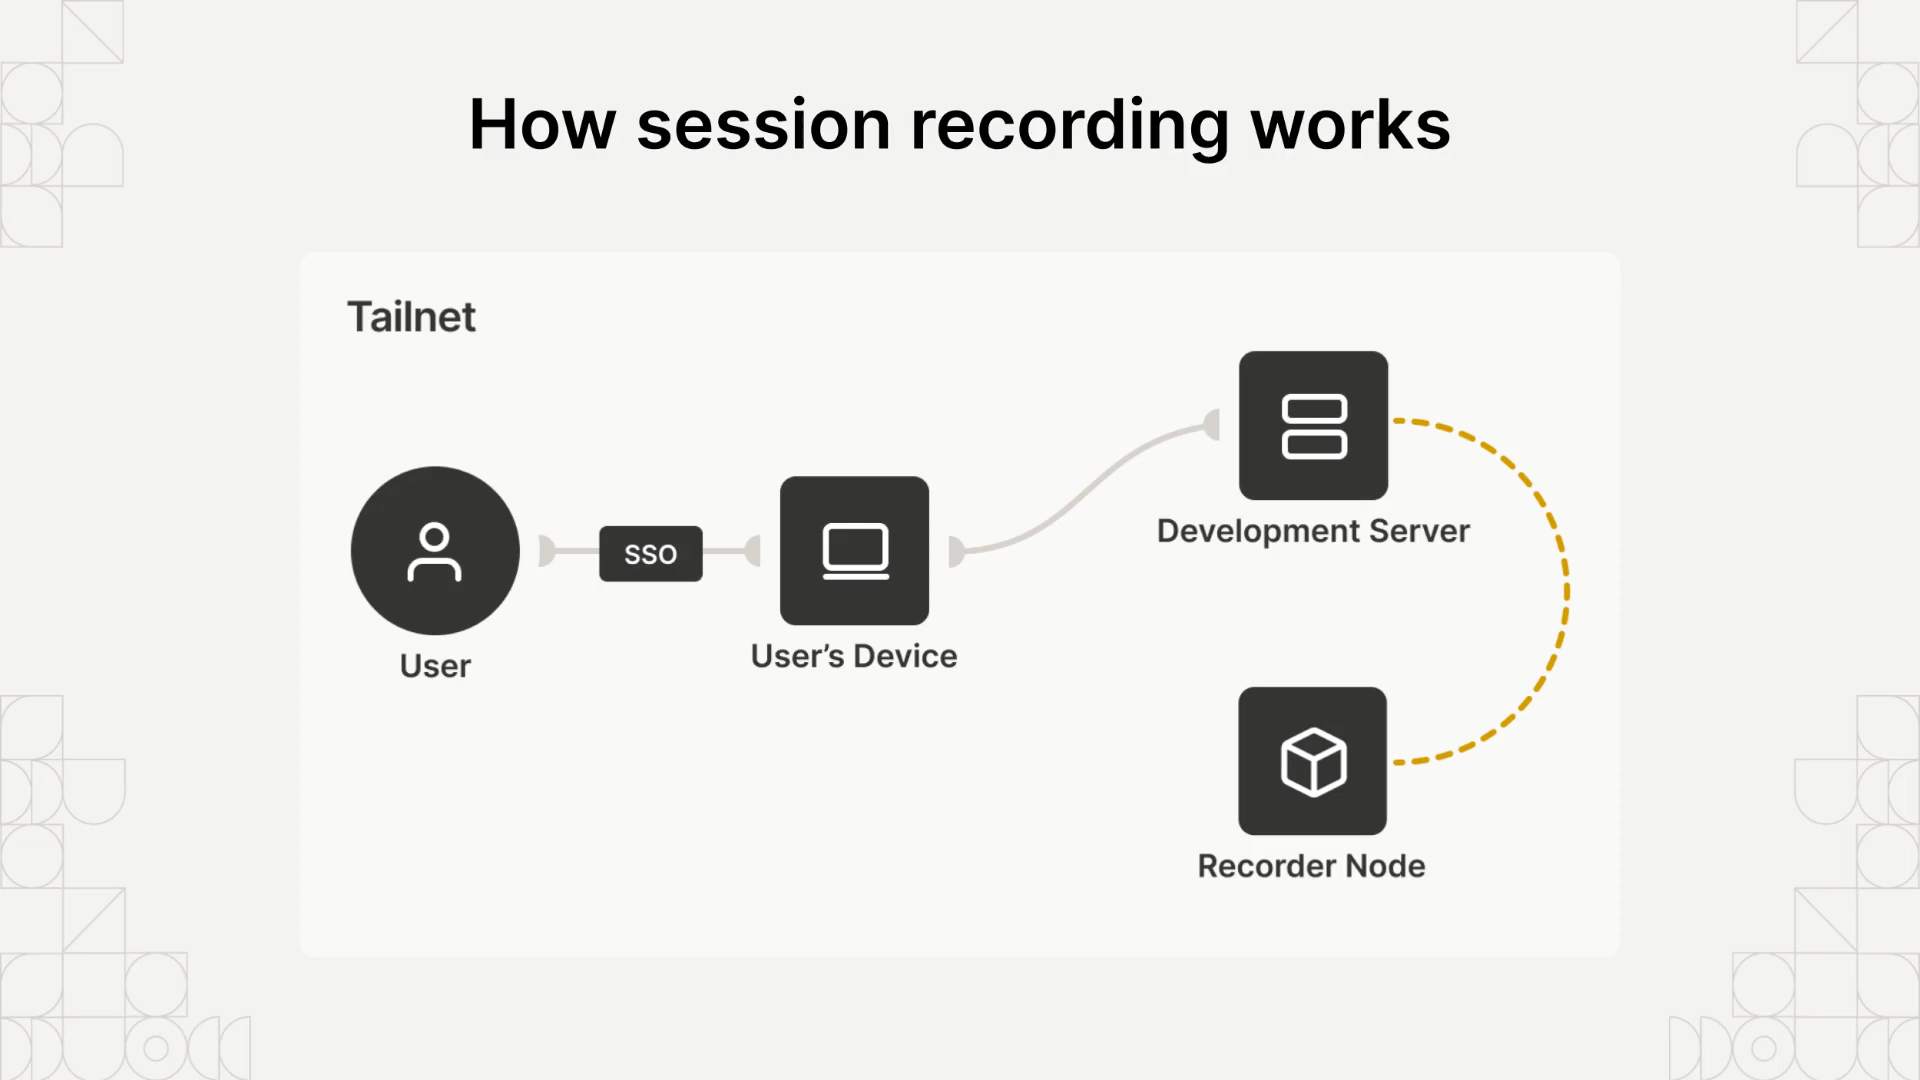 How session recording works
Tailnet
SSO
User
User’s Device
Development Server
Recorder Node